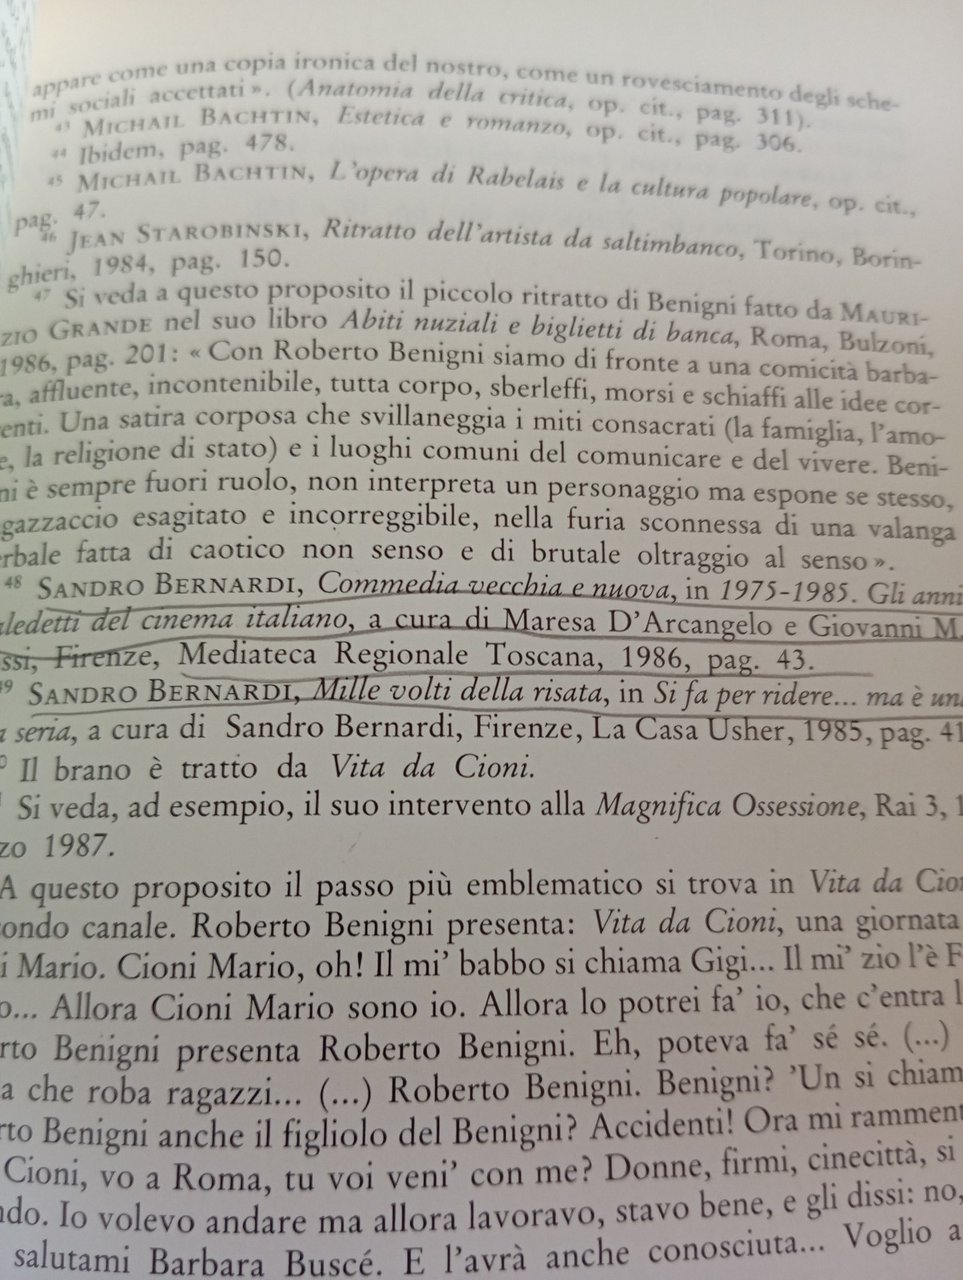 appare come una copia ironica del nostro, come un rovesciamento degli sche-
mi sociali accettati». (Anatomia della critica, op. cit., pag. 311).
43 MICHAIL BACHTIN, Estetica e romanzo, op. cit., pag. 306.
44 Ibidem, pag. 478.
45 MICHAIL BACHTIN, L'opera di Rabelais e la cultura popolare, op. cit.,
pag. 47.
46 JEAN STAROBINSKI, Ritratto dell'artista da saltimbanco, Torino, Borin-
ghieri, 1984, pag. 150.
47 Si veda a questo proposito il piccolo ritratto di Benigni fatto da MAURI-
ZIO GRANDE nel suo libro Abiti nuziali e biglietti di banca, Roma, Bulzoni,
1986, pag. 201: «Con Roberto Benigni siamo di fronte a una comicità barba-
ra, affluente, incontenibile, tutta corpo, sberleffi, morsi e schiaffi alle idee cor-
enti. Una satira corposa che svillaneggia i miti consacrati (la famiglia, l'amo-
e, la religione di stato) e i luoghi comuni del comunicare e del vivere. Beni-
ni è sempre fuori ruolo, non interpreta un personaggio ma espone se stesso,
gazzaccio esagitato e incorreggibile, nella furia sconnessa di una valanga
erbale fatta di caotico non senso e di brutale oltraggio al senso».
48 SANDRO BERNARDI, Commedia vecchia e nuova, in 1975-1985. Gli anni
aledetti del cinema italiano, a cura di Maresa D'Arcangelo e Giovanni M.
ssi, Firenze, Mediateca Regionale Toscana, 1986, pag. 43.
49 SANDRO BERNARDI, Mille volti della risata, in Si fa per ridere... ma è una
a seria, a cura di Sandro Bernardi, Firenze, La Casa Usher, 1985, pag. 41
Il brano è tratto da Vita da Cioni.
Si veda, ad esempio, il suo intervento alla Magnifica Ossessione, Rai 3, 1
zo 1987.
A questo proposito il passo più emblematico si trova in Vita da Cion
ondo canale. Roberto Benigni presenta: Vita da Cioni, una giornata
i Mario. Cioni Mario, oh! Il mi' babbo si chiama Gigi... Il mi' zio l'è F
o... Allora Cioni Mario sono io. Allora lo potrei fa' io, che c'entra l
rto Benigni presenta Roberto Benigni. Eh, poteva fa' sé sé. (...)
a che roba ragazzi... (...) Roberto Benigni. Benigni? 'Un si chiam
rto Benigni anche il figliolo del Benigni? Accidenti! Ora mi ramment
Cioni, vo a Roma, tu voi veni' con me? Donne, firmi, cinecittà, si
ndo. Io volevo andare ma allora lavoravo, stavo bene, e gli dissi: no,
salutami Barbara Buscé. E l'avrà anche conosciuta... Voglio a